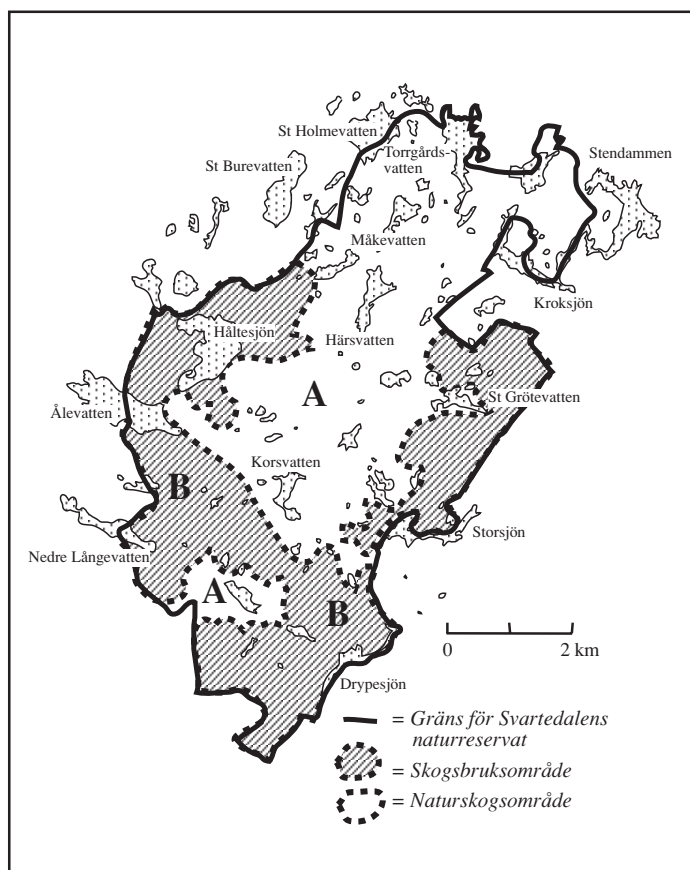 St Holmevatten
Torrgårds-
vatten
Stendammen
St Burevatten
Måkevatten
Kroksjön
Håltesjön
Härsvatten
A
St Grötevatten
Ålevatten
Korsvatten
B
Storsjön
Nedre Långevatten
A
B
0 2 km
Drypesjön
= Gräns för Svartedalens
naturreservat
= Skogsbruksområde
= Naturskogsområde